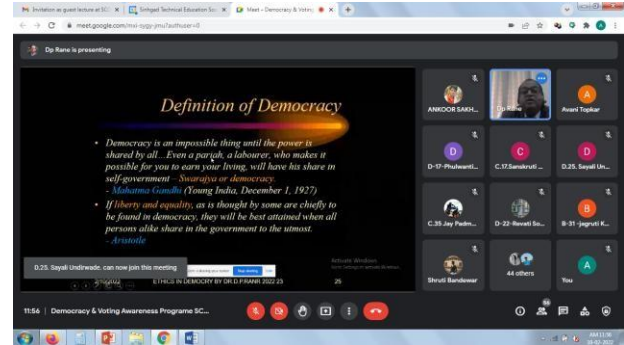 Invitation as guest lecture at SC
Sinhgad Technical Education So
Meet – Democracy & Voting
meet.google.com/mxi-sygy-jmu?authuser=0
Dp Rane is presenting
Definition of Democracy
• Democracy is an impossible thing until the power is
shared by all...Even a pariah, a labourer, who makes it
possible for you to earn your living, will have his share in
self-government – Swarajya or democracy.
- Mahatma Gandhi (Young India, December 1, 1927)
• If liberty and equality, as is thought by some are chiefly to
be found in democracy, they will be best attained when all
persons alike share in the government to the utmost.
- Aristotle
Activate Windows
D.25. Sayali Undirwade. can now join this meeting
Stop sharing
ETHICS IN DEMOCRY BY DR.D.P.RANR 2022 23
25
ANKOOR SAKH...
Dp Rane
Avani Topkar
D-17-Phulwanti...
C.17.Sanskruti ...
D.25. Sayali Un...
C.35 Jay Padm...
D-22-Revati So...
B-31 -jagruti K...
Shruti Bandewar
44 others
You
11:56 | Democracy & Voting Awareness Programe SC...